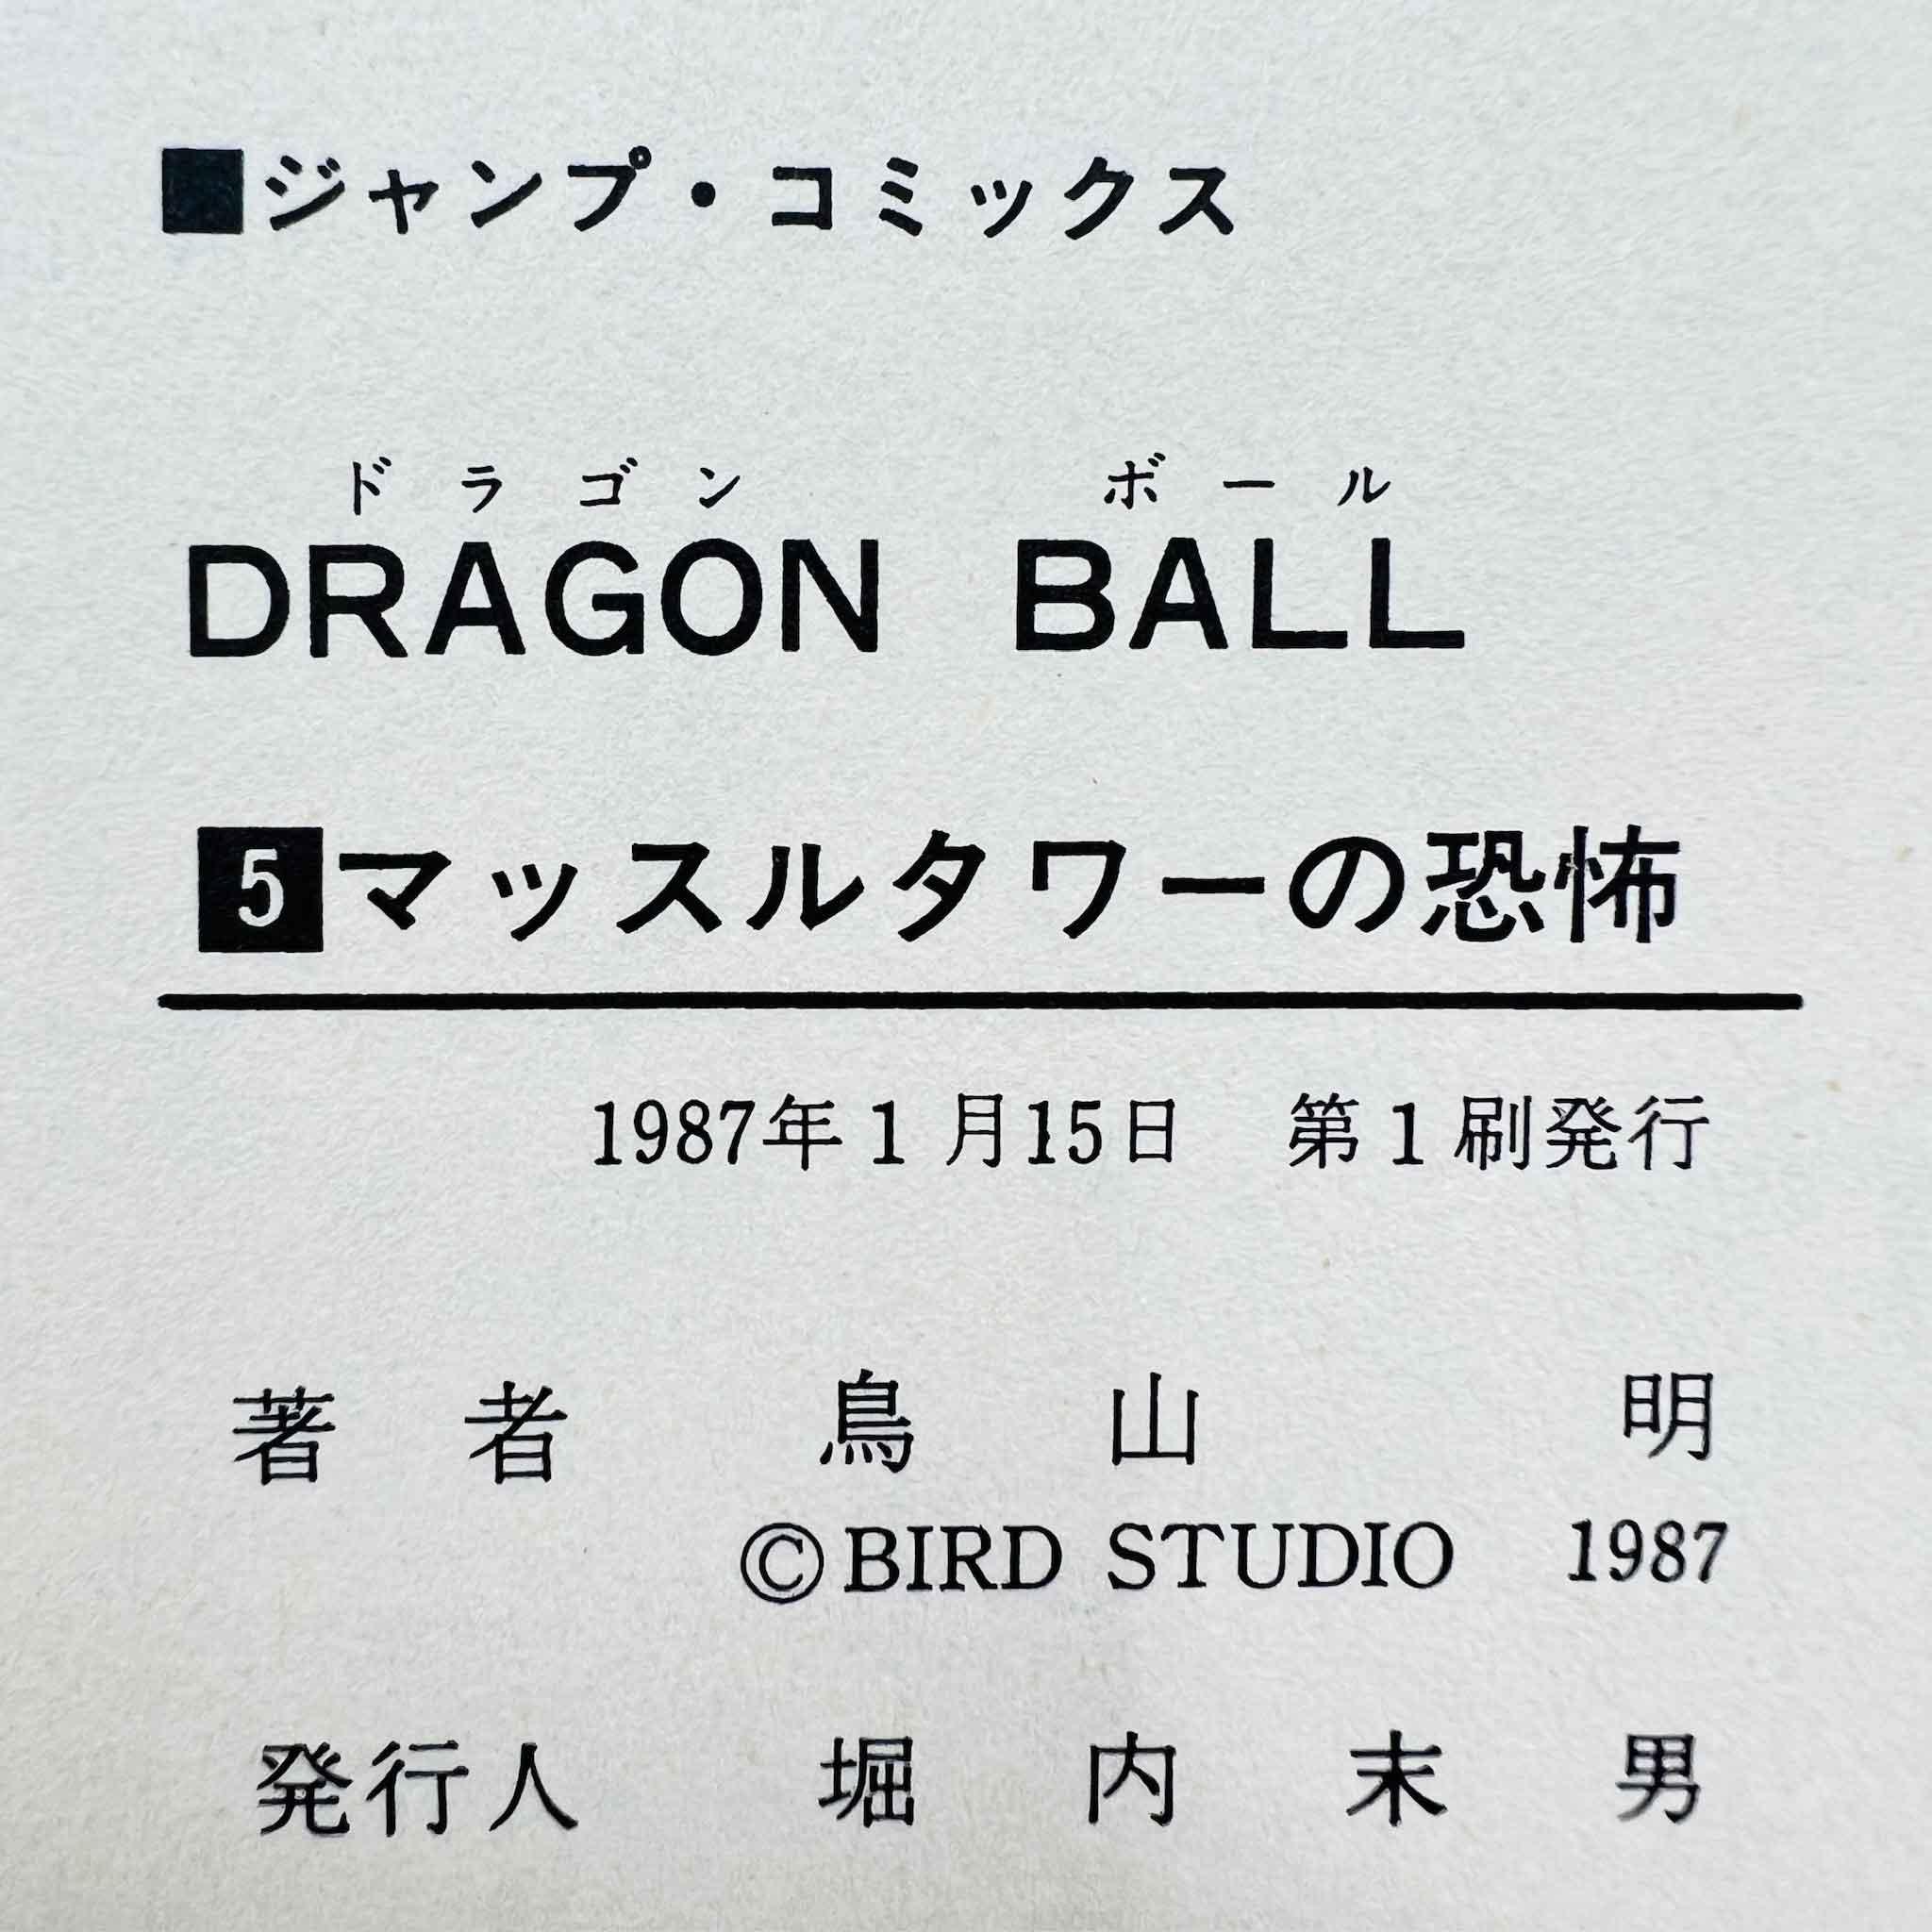 ■ジャンプ・コミックス
ドラゴン ボール
DRAGON BALL
5マッスルタワーの恐怖
1987年1月15日 第1刷発行
著者 鳥山明
©BIRD STUDIO 1987
発行人 堀内末男